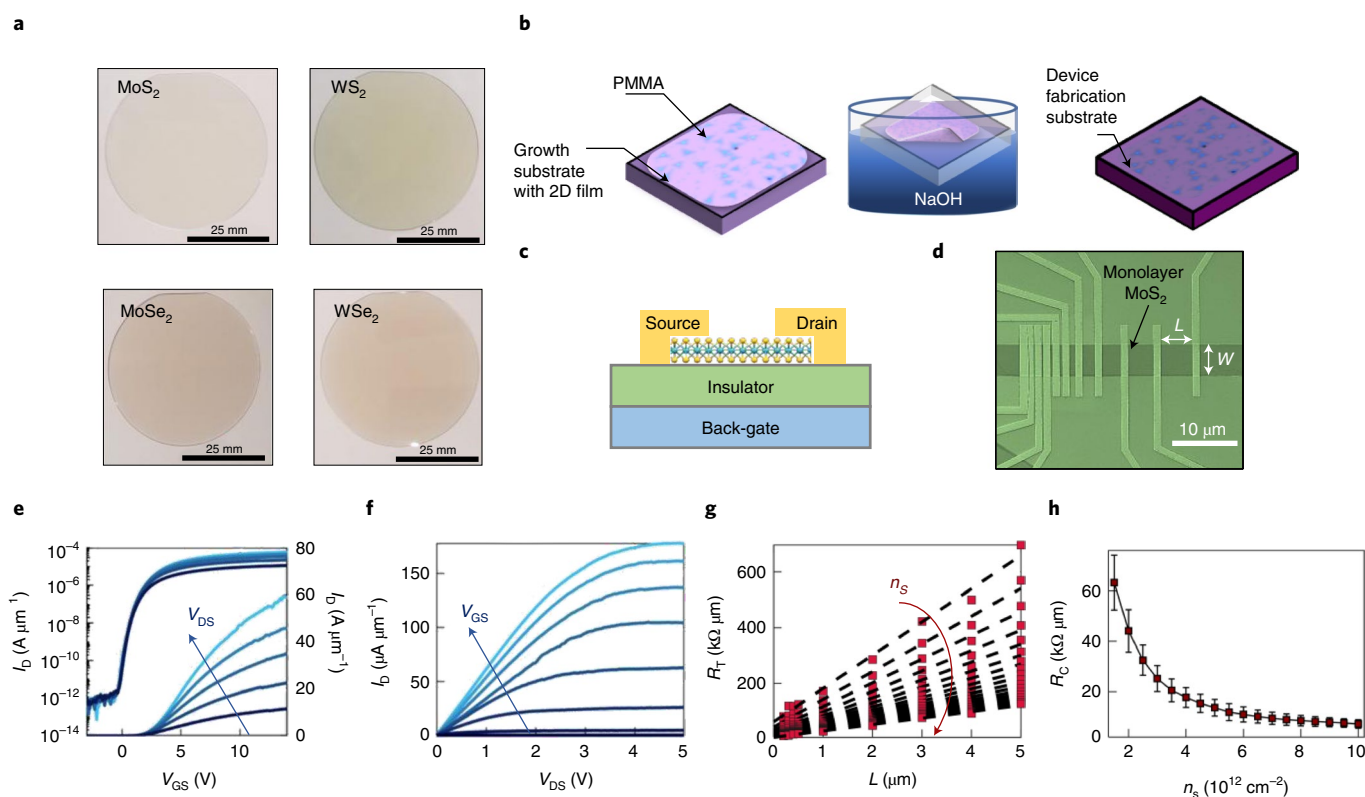 a
MoS2
25 mm
WS2
25 mm
MoSe2
25 mm
WSe2
25 mm
b
PMMA
Growth
substrate
with 2D film
NaOH
Device
fabrication
substrate
c
Source
Drain
Insulator
Back-gate
d
Monolayer
MoS2
L
W
10 μm
e
ID (A μm−1)
10−4
10−6
10−8
10−10
10−12
10−14
VDS
80
60
40
20
0
ID (A μm−1)
0 5 10
VGS (V)
f
ID (μA μm−1)
150
100
50
0
VGS
0 1 2 3 4 5
VDS (V)
g
RT (kΩ μm)
600
400
200
0
nS
0 1 2 3 4 5
L (μm)
h
RC (kΩ μm)
60
40
20
0
2 4 6 8 10
ns (1012 cm−2)